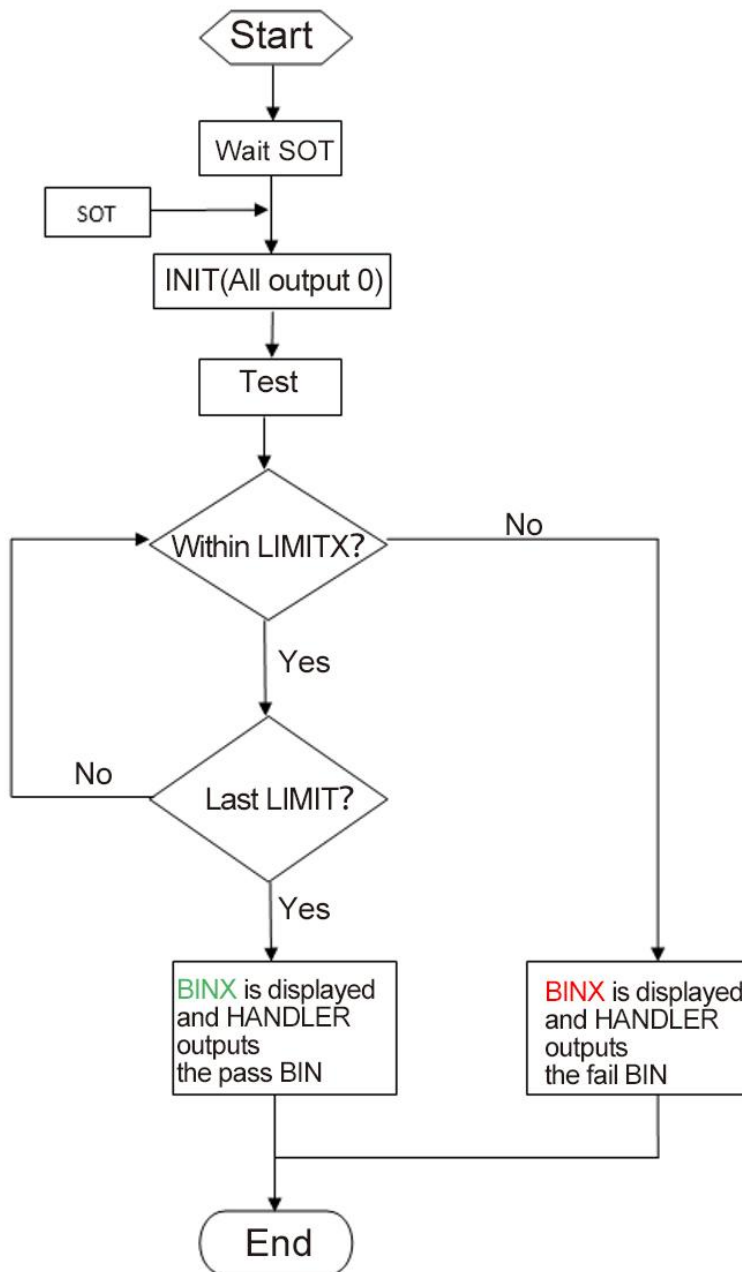 Start
Wait SOT
SOT
INIT(All output 0)
Test
Within LIMITX?
No
Yes
No
Last LIMIT?
Yes
BINX is displayed
and HANDLER
outputs
the pass BIN
BINX is displayed
and HANDLER
outputs
the fail BIN
End